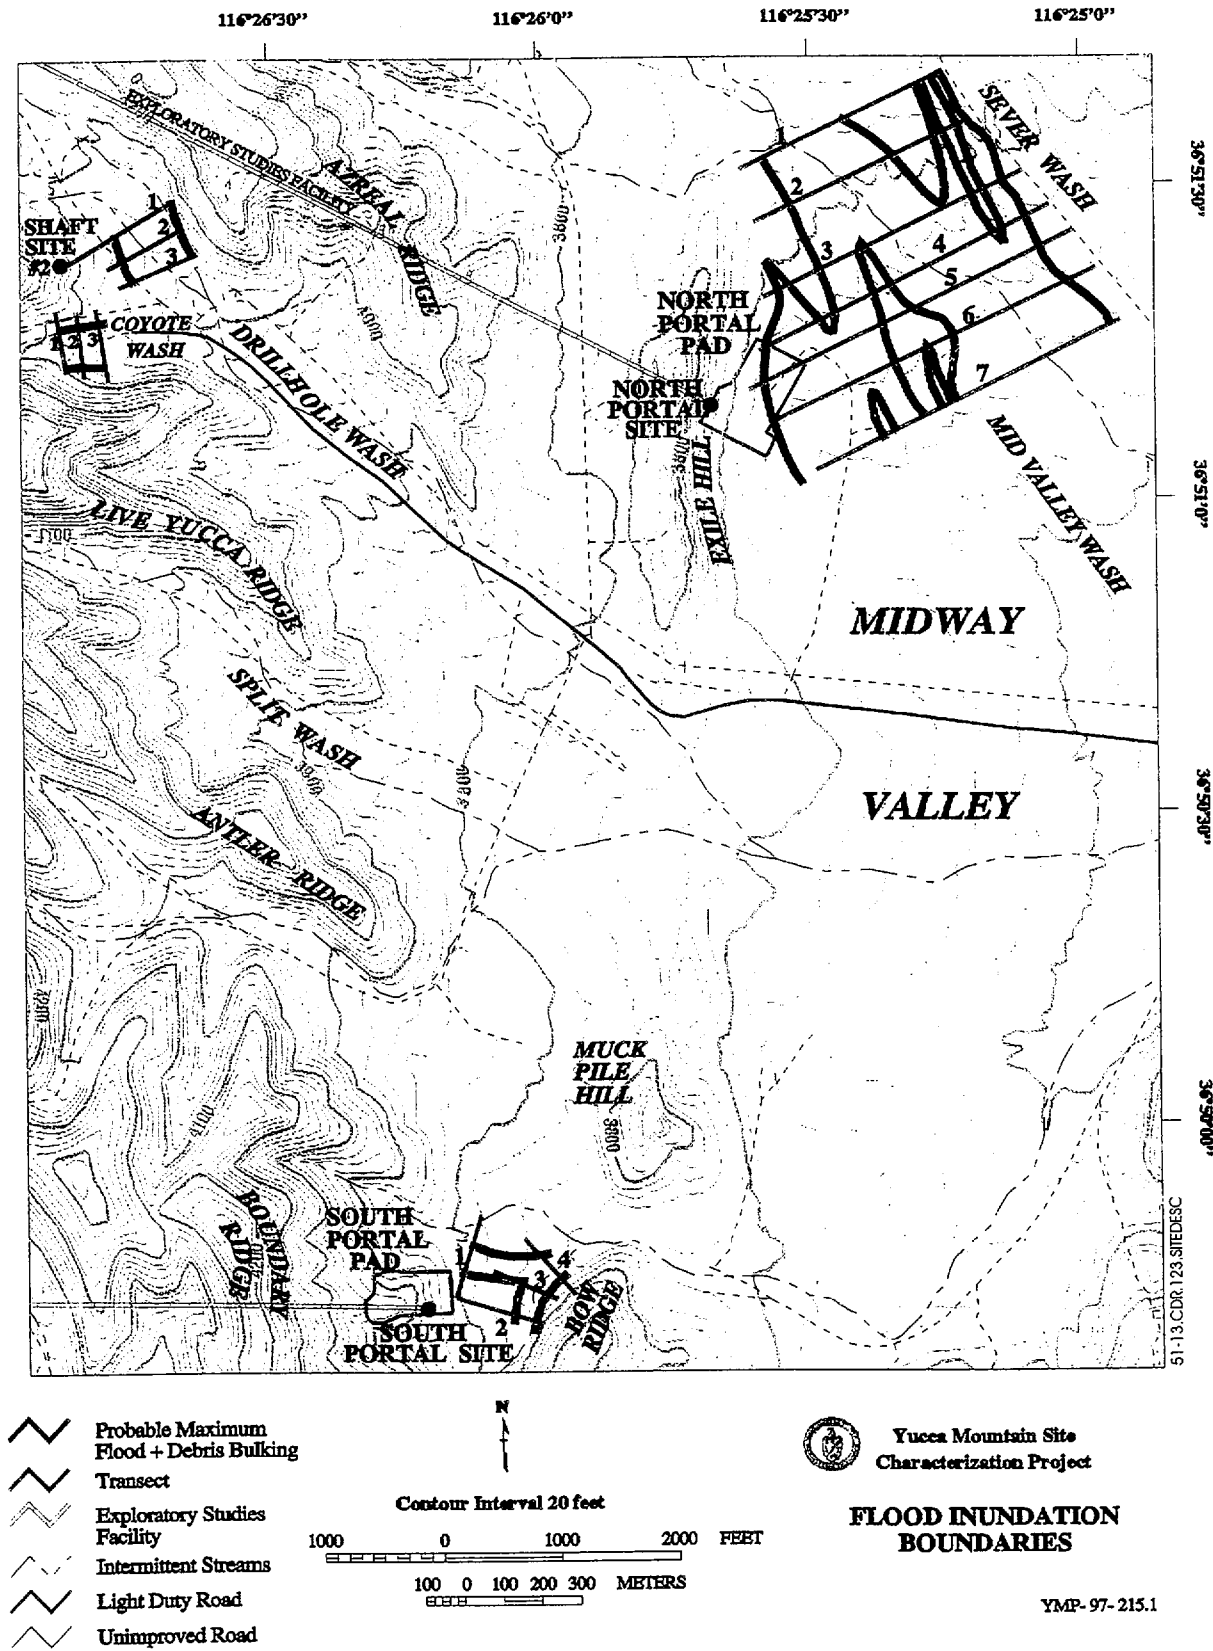 116°26'30"
116°26'0"
116°25'30"
116°25'0"
EXPLORATORY STUDIES FACILITY
AZREAL
RIDGE
SEVER WASH
36°51'30"
1
2
3
4
5
6
7
SHAFT
SITE
#2
1
2
3
COYOTE
WASH
1 2 3
DRILLHOLE WASH
4000
3800
NORTH
PORTAL
PAD
NORTH
PORTAL
SITE
3800
EXILE HILL
MID VALLEY WASH
36°51'0"
LIVE YUCCA RIDGE
MIDWAY
SPLIT WASH
3900
3800
VALLEY
36°50'30"
ANTLER RIDGE
MUCK
PILE
HILL
3800
36°50'00"
BOUNDARY
RIDGE
SOUTH
PORTAL
PAD
1
2
3
4
BOW
RIDGE
SOUTH
PORTAL SITE
51-13.CDR.123.SITEDESC
Probable Maximum
Flood + Debris Bulking
Transect
Exploratory Studies
Facility
Intermittent Streams
Light Duty Road
Unimproved Road
N
Contour Interval 20 feet
1000 0 1000 2000 FEET
100 0 100 200 300 METERS
Yucca Mountain Site
Characterization Project
FLOOD INUNDATION
BOUNDARIES
YMP-97-215.1